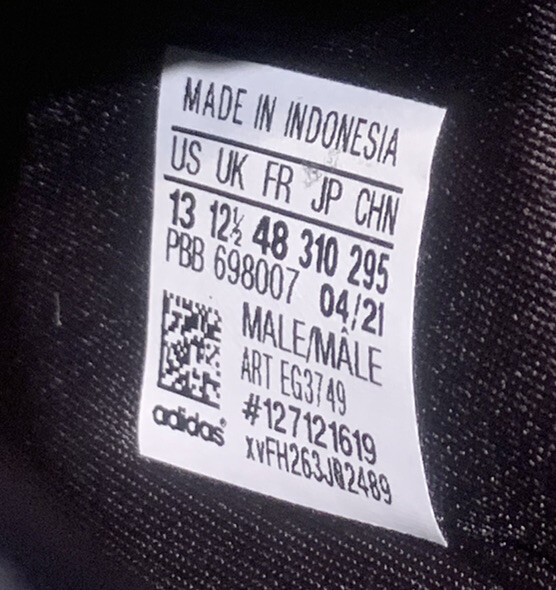 MADE IN INDONESIA
US UK FR JP CHN
13 12½ 48 310 295
PBB 698007 04/21
MALE/MÂLE
ART EG3749
#127121619
adidas®